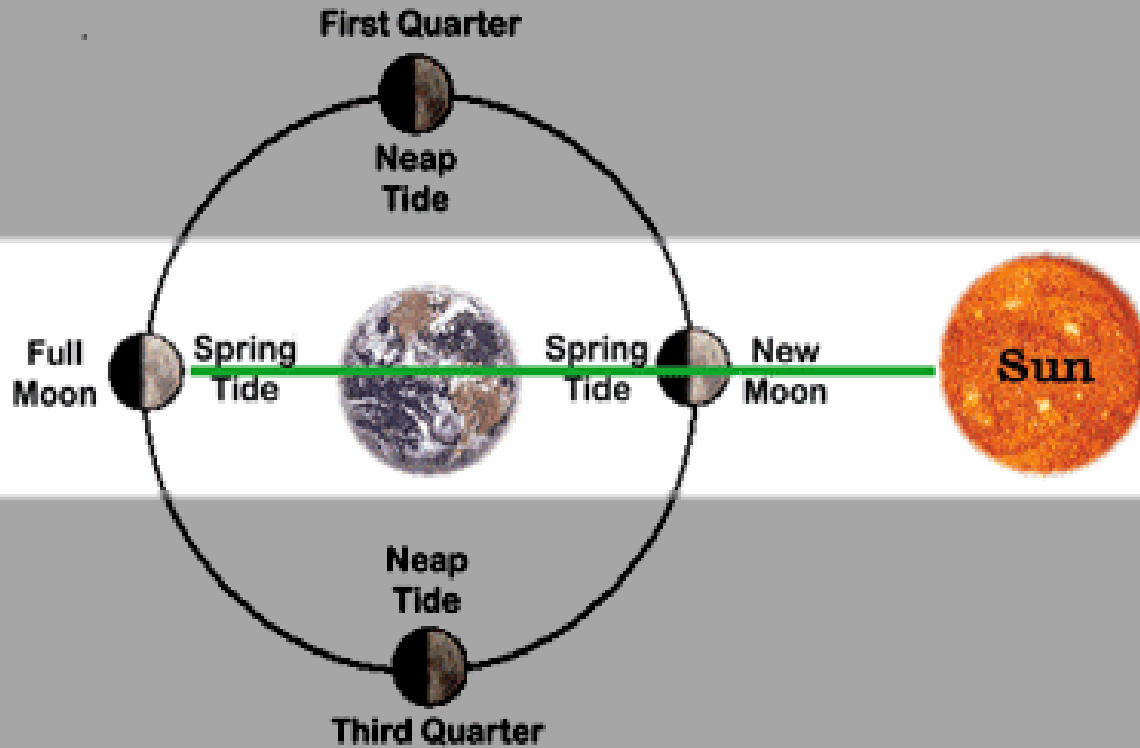 First Quarter
Neap
Tide
Full
Moon
Spring
Tide
Spring
Tide
New
Moon
Sun
Neap
Tide
Third Quarter